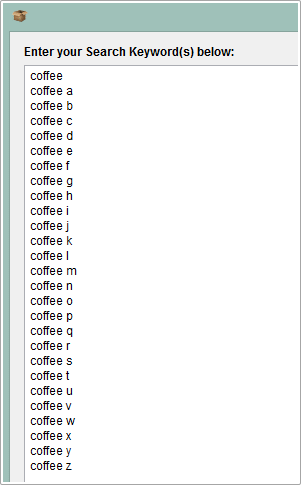 Enter your Search Keyword(s) below:
coffee
coffee a
coffee b
coffee c
coffee d
coffee e
coffee f
coffee g
coffee h
coffee i
coffee j
coffee k
coffee l
coffee m
coffee n
coffee o
coffee p
coffee q
coffee r
coffee s
coffee t
coffee u
coffee v
coffee w
coffee x
coffee y
coffee z